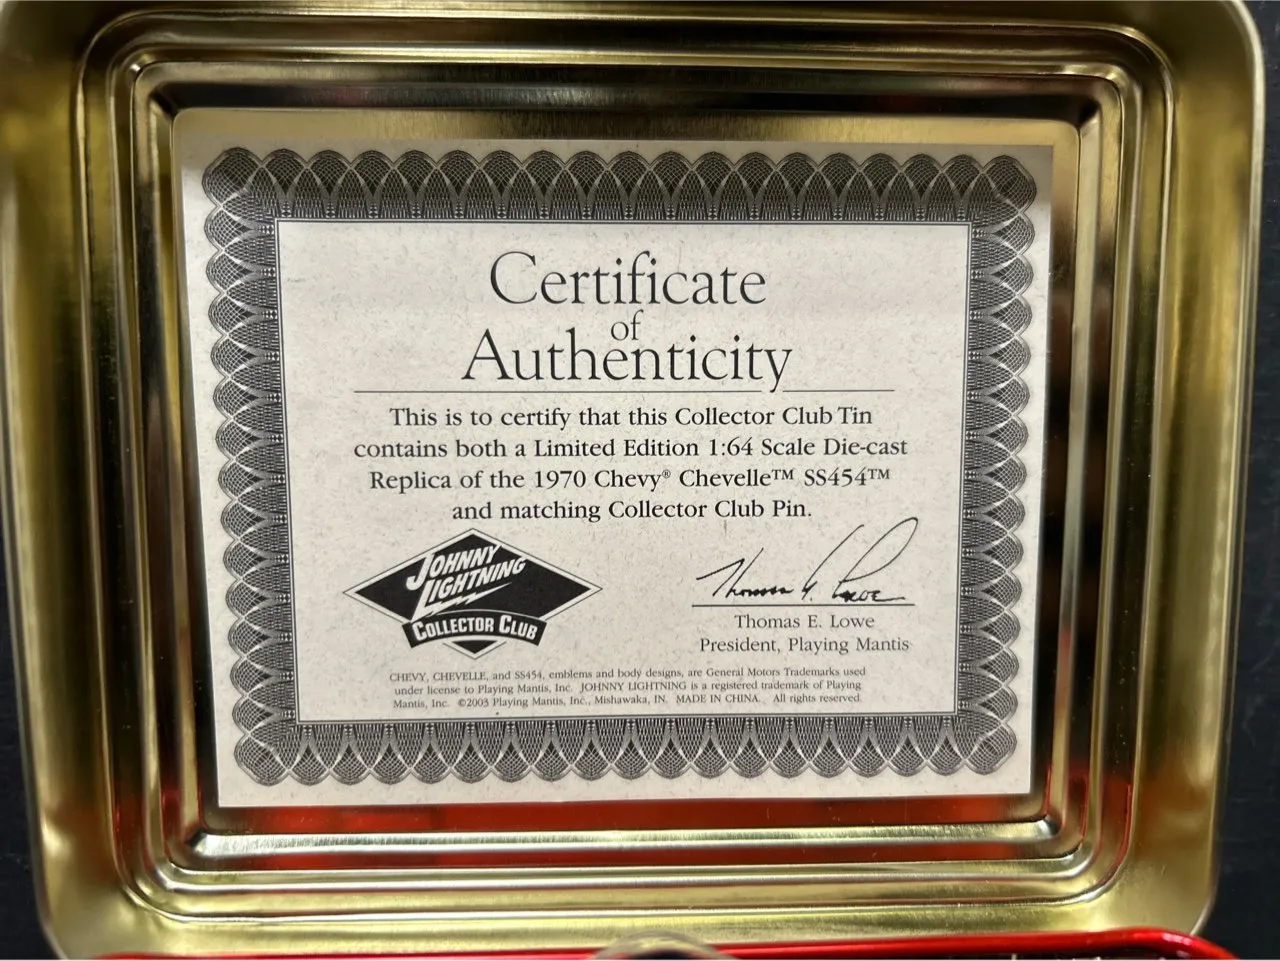 Certificate
of
Authenticity
This is to certify that this Collector Club Tin
contains both a Limited Edition 1:64 Scale Die-cast
Replica of the 1970 Chevy® Chevelle™ SS454™
and matching Collector Club Pin.
JOHNNY
LIGHTNING
COLLECTOR CLUB
Thomas E. Lowe
Thomas E. Lowe
President, Playing Mantis
CHEVY, CHEVELLE, and SS454, emblems and body designs, are General Motors Trademarks used
under license to Playing Mantis, Inc. JOHNNY LIGHTNING is a registered trademark of Playing
Mantis, Inc. ©2003 Playing Mantis, Inc., Mishawaka, IN. MADE IN CHINA. All rights reserved.